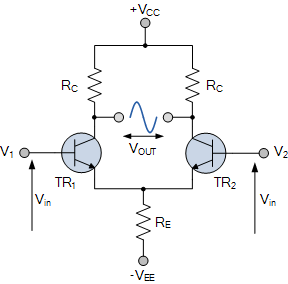 +VCC
RC RC
VOUT
V1 V2
TR1 TR2
Vin Vin
RE
-VEE